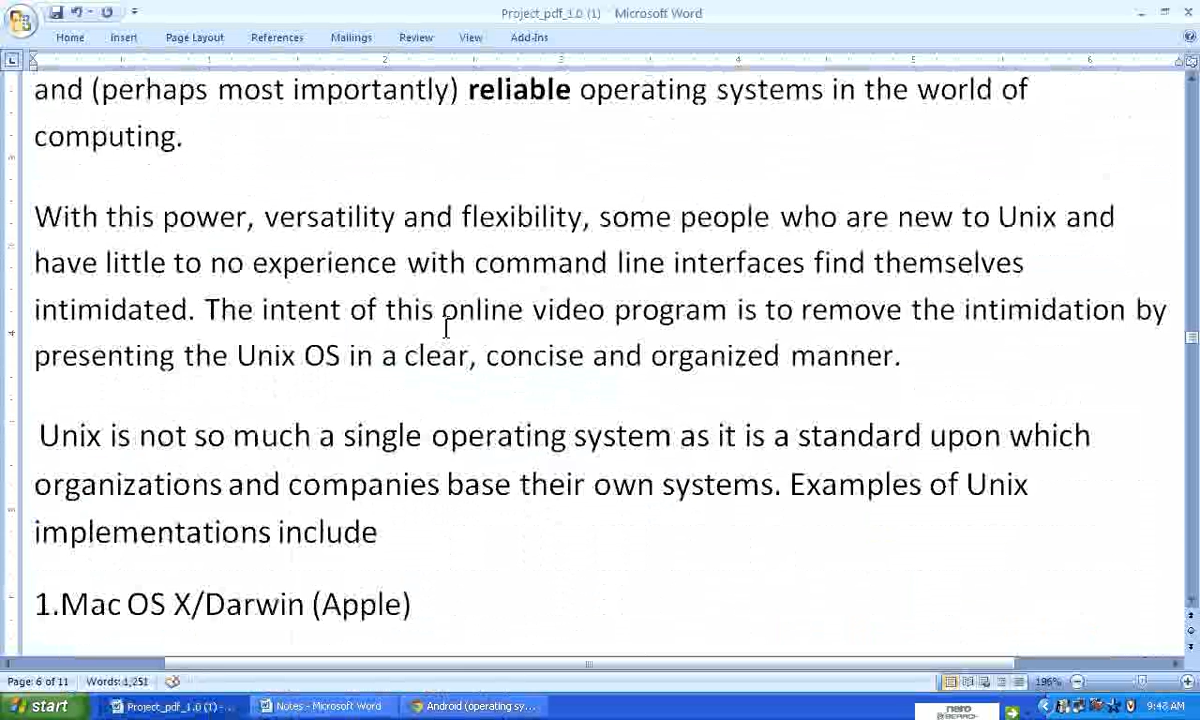 Project_pdf_1.0 (1) - Microsoft Word
Home Insert Page Layout References Mailings Review View Add-Ins
2 3 5 6
and (perhaps most importantly) reliable operating systems in the world of
computing.
With this power, versatility and flexibility, some people who are new to Unix and
have little to no experience with command line interfaces find themselves
intimidated. The intent of this online video program is to remove the intimidation by
presenting the Unix OS in a clear, concise and organized manner.
Unix is not so much a single operating system as it is a standard upon which
organizations and companies base their own systems. Examples of Unix
implementations include
1.Mac OS X/Darwin (Apple)
Page: 6 of 11 Words: 1,251 196%
start Project_pdf_1.0 (1) -... Notes - Microsoft Word Android (operating sy... nero 9:48 AM